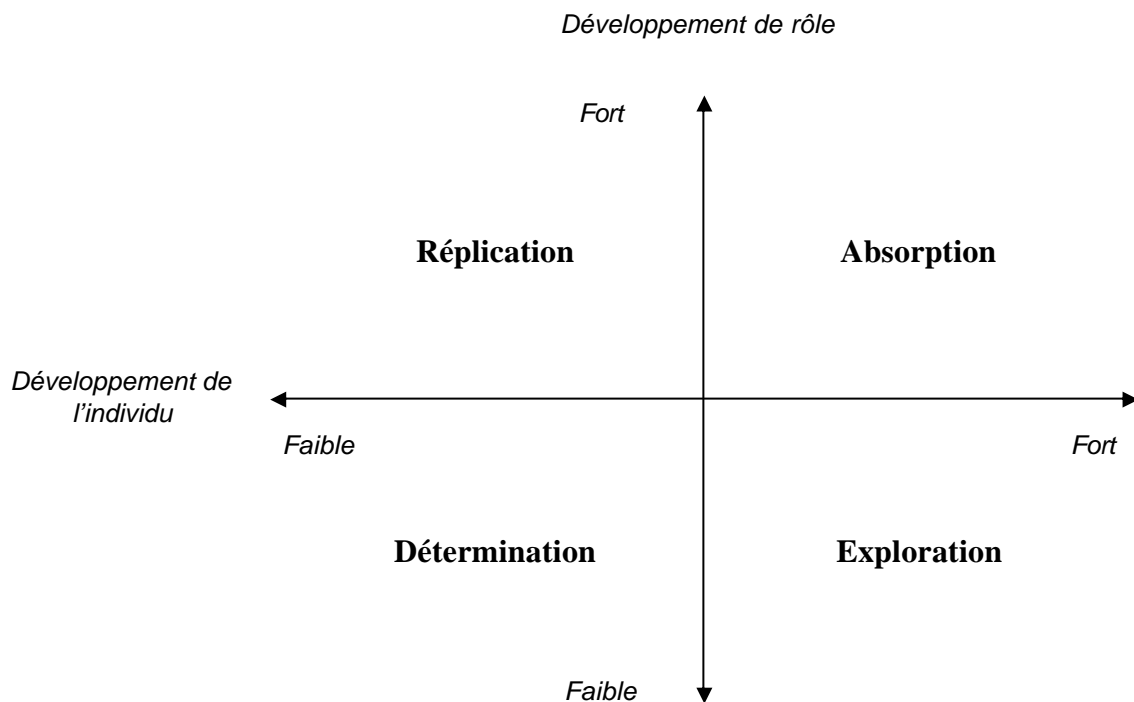 Développement de rôle
Fort
Réplication
Absorption
Développement de
l'individu
Faible
Fort
Détermination
Exploration
Faible